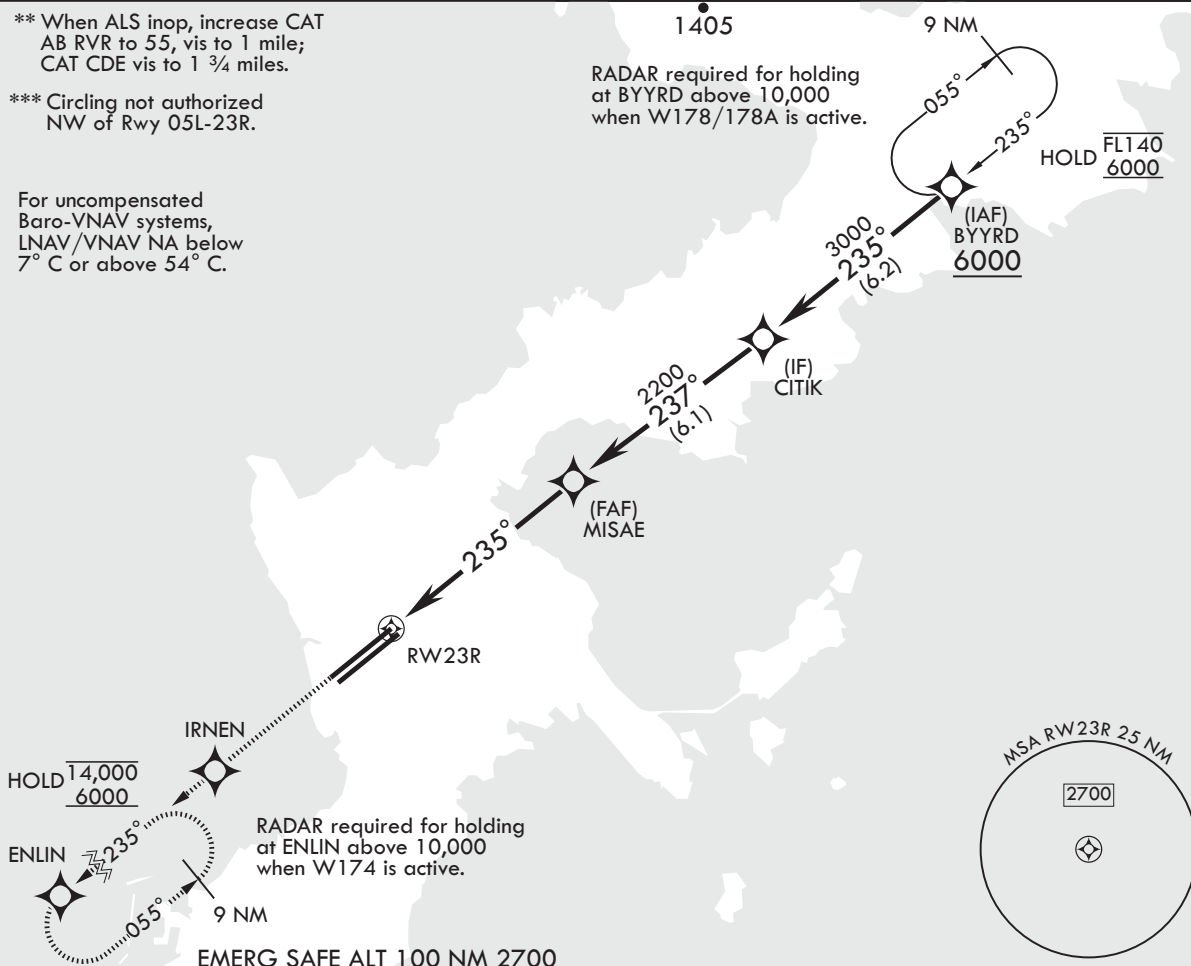 ** When ALS inop, increase CAT
AB RVR to 55, vis to 1 mile;
CAT CDE vis to 1 ¾ miles.
*** Circling not authorized
NW of Rwy 05L-23R.
For uncompensated
Baro-VNAV systems,
LNAV/VNAV NA below
7° C or above 54° C.
1405
RADAR required for holding
at BYYRD above 10,000
when W178/178A is active.
9 NM
055°
235°
HOLD FL140
6000
(IAF)
BYYRD
6000
3000
235°
(6.2)
(IF)
CITIK
2200
237°
(6.1)
(FAF)
MISAE
235°
RW23R
IRNEN
HOLD 14,000
6000
235°
ENLIN
055°
9 NM
RADAR required for holding
at ENLIN above 10,000
when W174 is active.
EMERG SAFE ALT 100 NM 2700
MSA RW23R 25 NM
2700